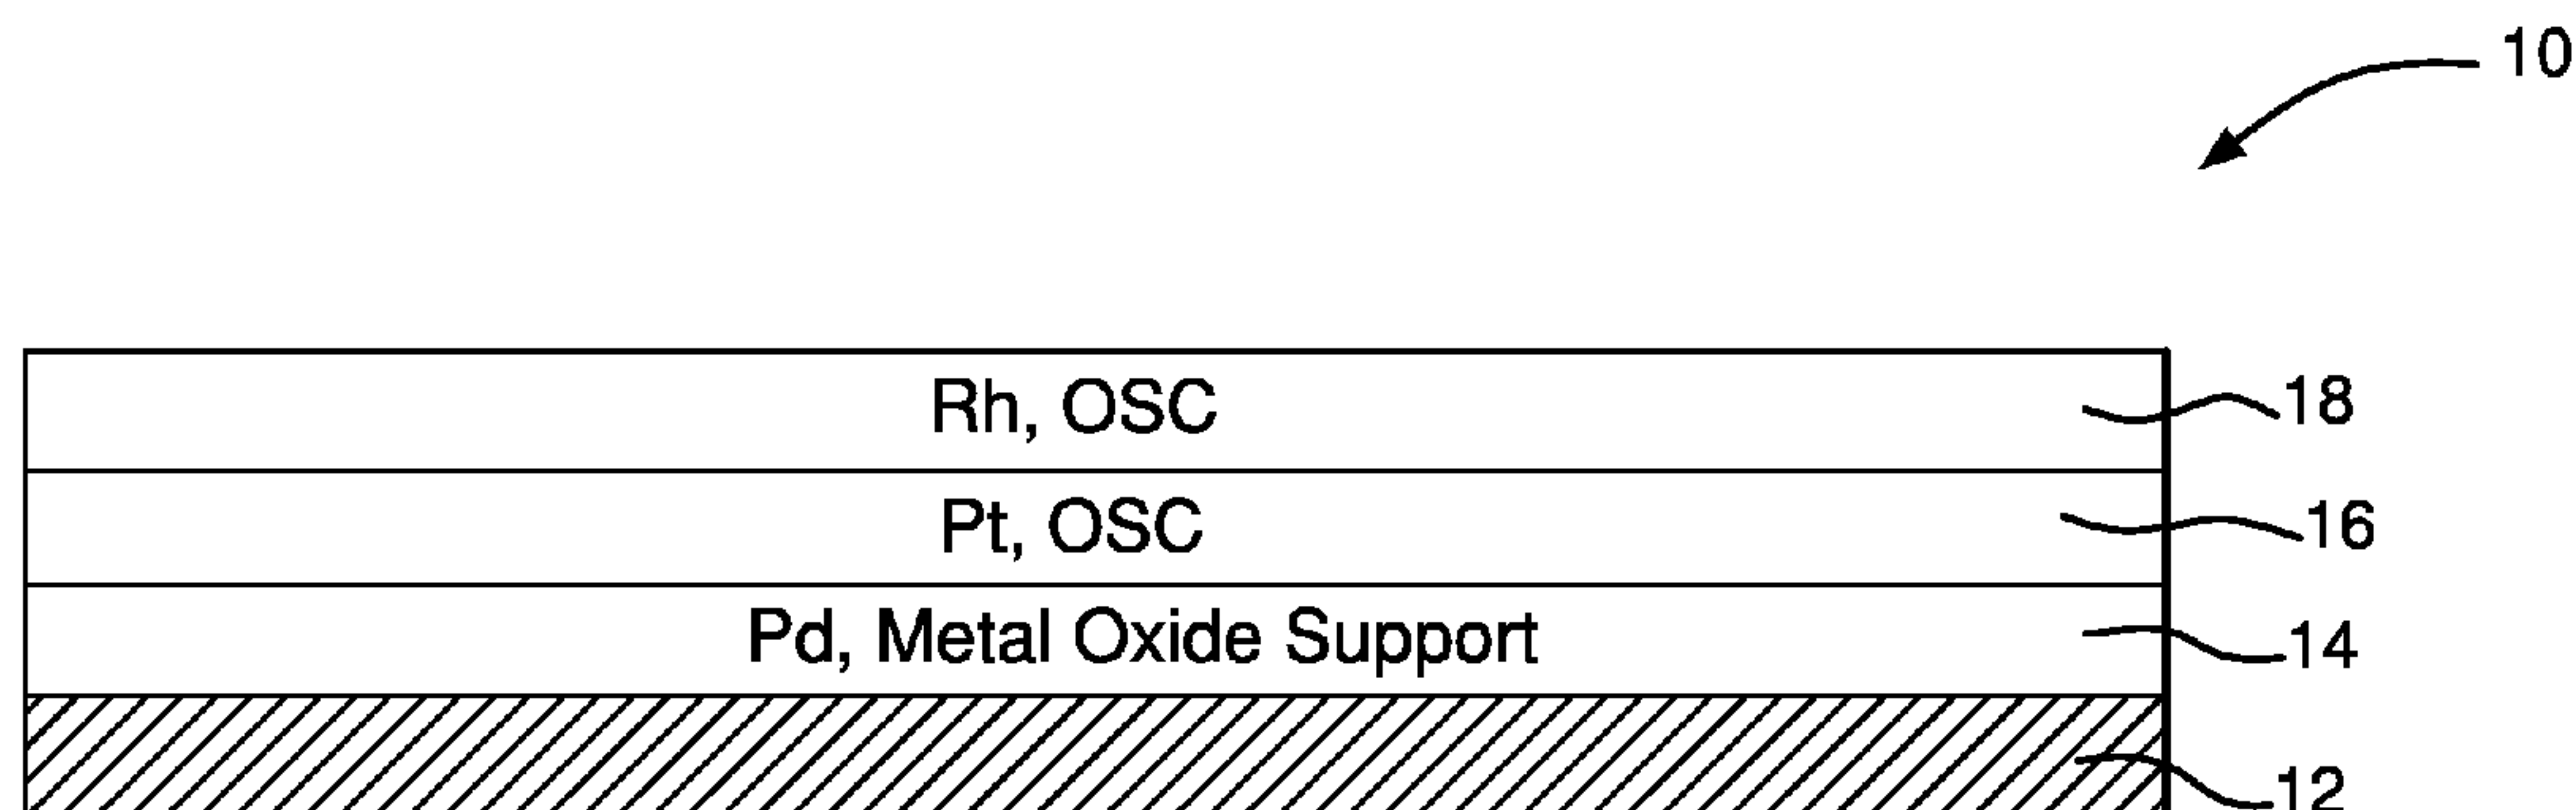 10
Rh, OSC 18
Pt, OSC 16
Pd, Metal Oxide Support 14
12